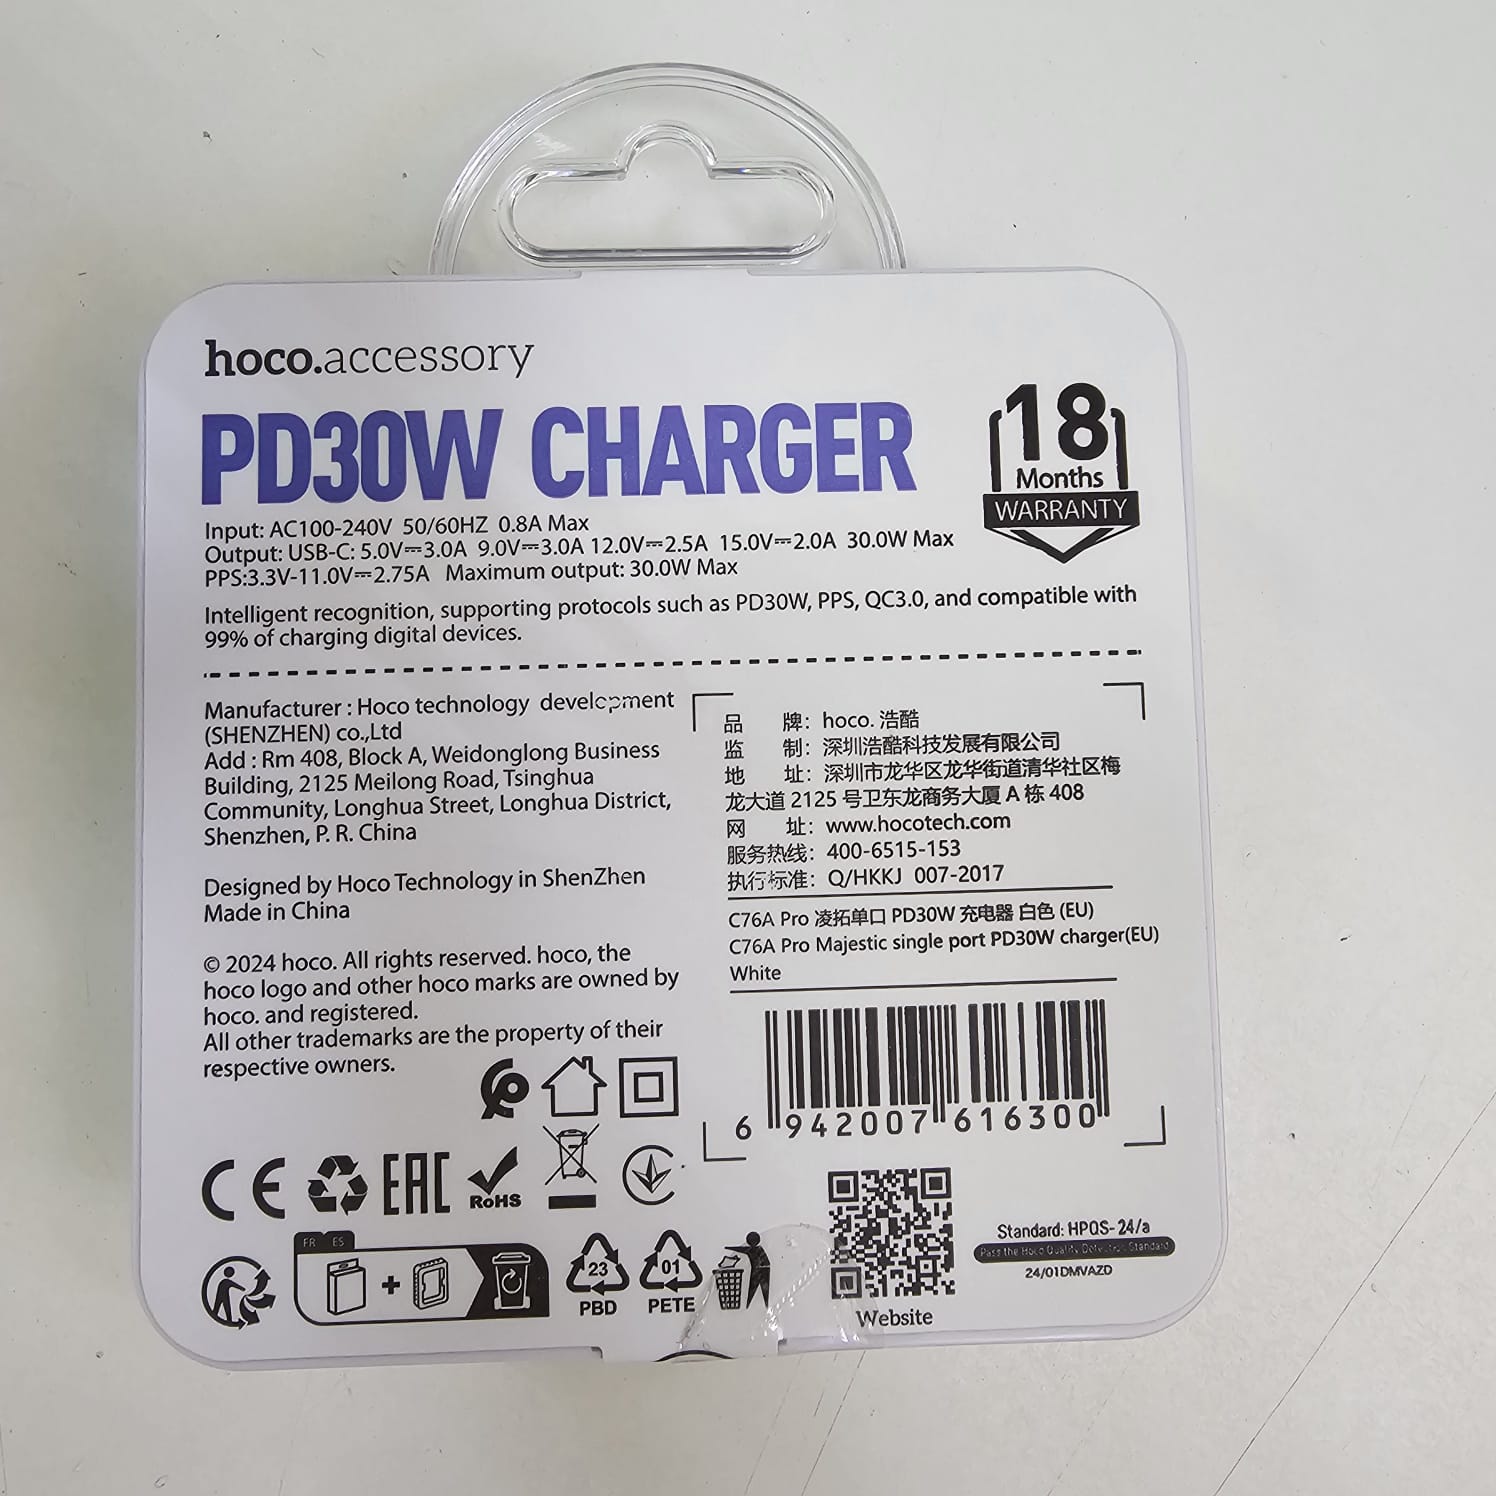 hoco.accessory
PD30W CHARGER
18
Months
WARRANTY
Input: AC100-240V 50/60HZ 0.8A Max
Output: USB-C: 5.0V⎓3.0A 9.0V⎓3.0A 12.0V⎓2.5A 15.0V⎓2.0A 30.0W Max
PPS:3.3V-11.0V⎓2.75A Maximum output: 30.0W Max
Intelligent recognition, supporting protocols such as PD30W, PPS, QC3.0, and compatible with
99% of charging digital devices.
Manufacturer : Hoco technology development
(SHENZHEN) co.,Ltd
Add : Rm 408, Block A, Weidonglong Business
Building, 2125 Meilong Road, Tsinghua
Community, Longhua Street, Longhua District,
Shenzhen, P. R. China
Designed by Hoco Technology in ShenZhen
Made in China
© 2024 hoco. All rights reserved. hoco, the
hoco logo and other hoco marks are owned by
hoco. and registered.
All other trademarks are the property of their
respective owners.
品 牌：hoco. 浩酷
监 制：深圳浩酷科技发展有限公司
地 址：深圳市龙华区龙华街道清华社区梅
龙大道 2125 号卫东龙商务大厦 A 栋 408
网 址：www.hocotech.com
服务热线：400-6515-153
执行标准：Q/HKKJ 007-2017
C76A Pro 凌拓单口 PD30W 充电器 白色 (EU)
C76A Pro Majestic single port PD30W charger(EU)
White
6 942007 616300
CE EAC RoHS
FR ES
23
PBD
01
PETE
Website
Standard: HPQS-24/a
Pass the Hoco Quality Detection Standard
24/01DMVAZD